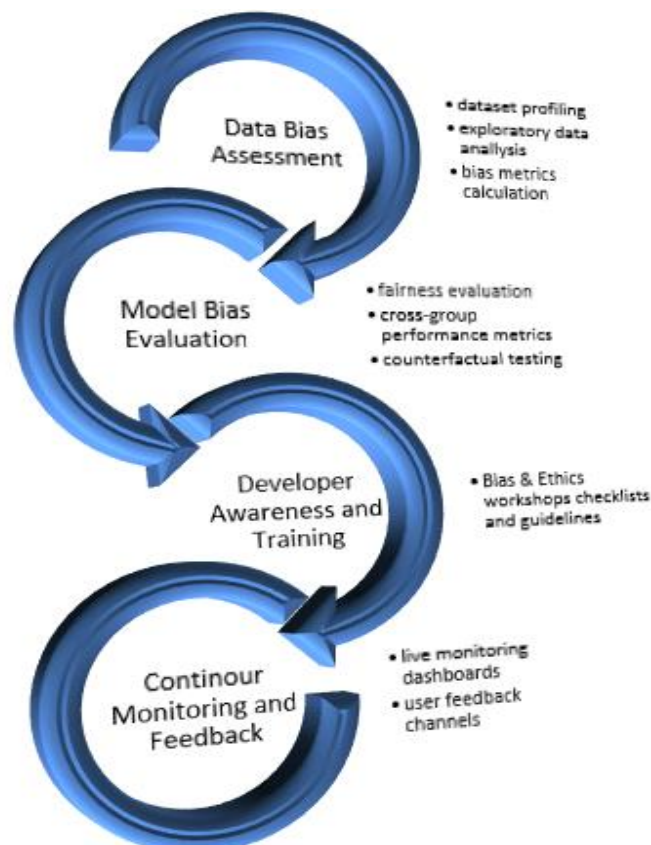 Data Bias
Assessment
• dataset profiling
• exploratory data
anallysis
• bias metrics
calculation
Model Bias
Evaluation
• fairness evaluation
• cross-group
performance metrics
• counterfactual testing
Developer
Awareness and
Training
• Bias & Ethics
workshops checklists
and guidelines
Continour
Monitoring and
Feedback
• live monitoring
dashboards
• user feedback
channels